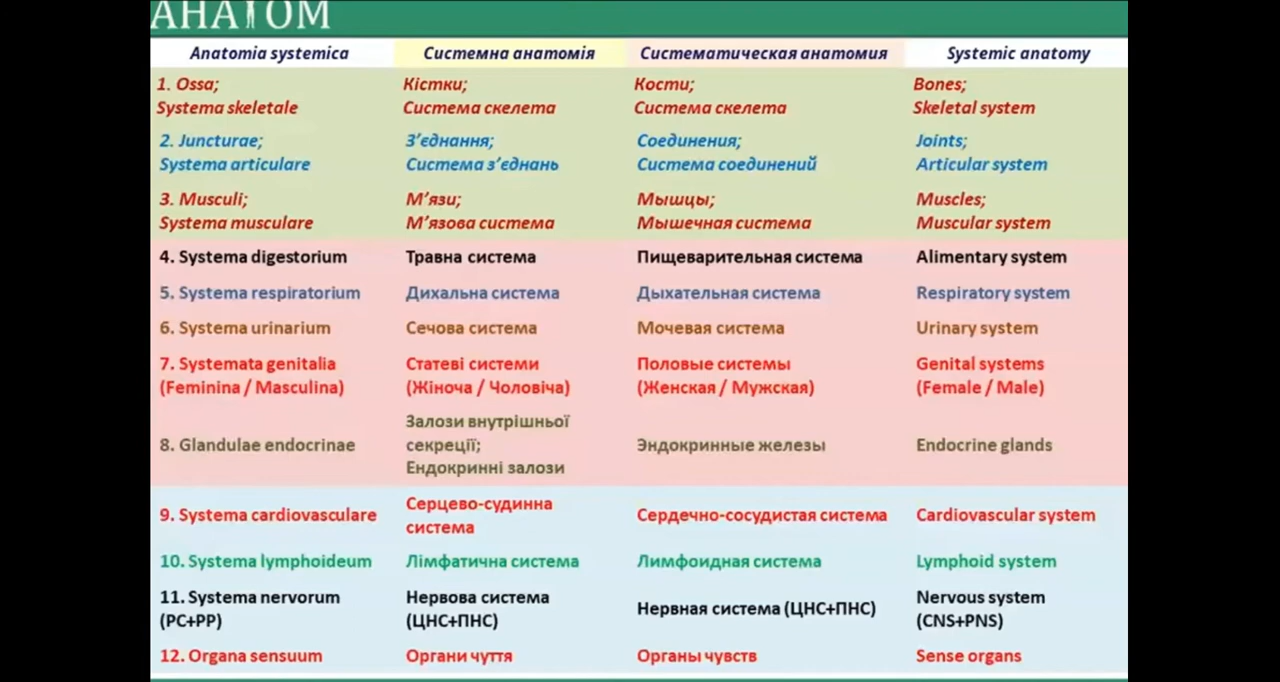 АНАТОМ
Anatomia systemica Системна анатомія Систематическая анатомия Systemic anatomy
1. Ossa; Кістки; Кости; Bones;
Systema skeletale Система скелета Система скелета Skeletal system
2. Juncturae; З’єднання; Соединения; Joints;
Systema articulare Система з’єднань Система соединений Articular system
3. Musculi; М’язи; Мышцы; Muscles;
Systema musculare М’язова система Мышечная система Muscular system
4. Systema digestorium Травна система Пищеварительная система Alimentary system
5. Systema respiratorium Дихальна система Дыхательная система Respiratory system
6. Systema urinarium Сечова система Мочевая система Urinary system
7. Systemata genitalia Статеві системи Половые системы Genital systems
(Feminina / Masculina) (Жіноча / Чоловіча) (Женская / Мужская) (Female / Male)
Залози внутрішньої
8. Glandulae endocrinae секреції; Эндокринные железы Endocrine glands
Ендокринні залози
Серцево-судинна
9. Systema cardiovasculare система Сердечно-сосудистая система Cardiovascular system
10. Systema lymphoideum Лімфатична система Лимфоидная система Lymphoid system
11. Systema nervorum Нервова система Нервная система (ЦНС+ПНС) Nervous system
(PC+PP) (ЦНС+ПНС) (CNS+PNS)
12. Organa sensuum Органи чуття Органы чувств Sense organs